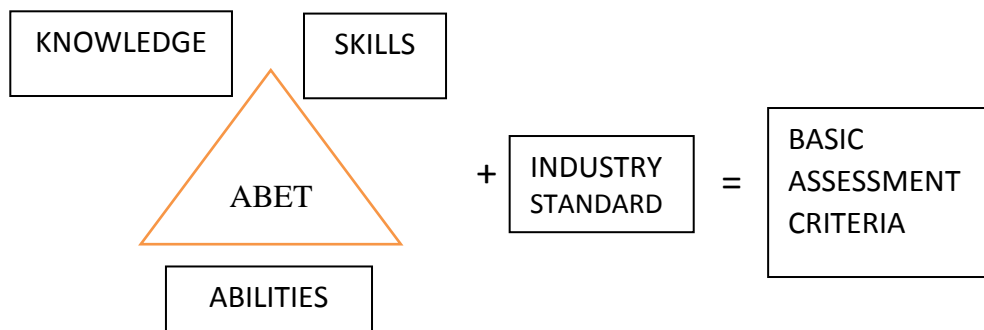 KNOWLEDGE
SKILLS
ABET
ABILITIES
+
INDUSTRY
STANDARD
=
BASIC
ASSESSMENT
CRITERIA